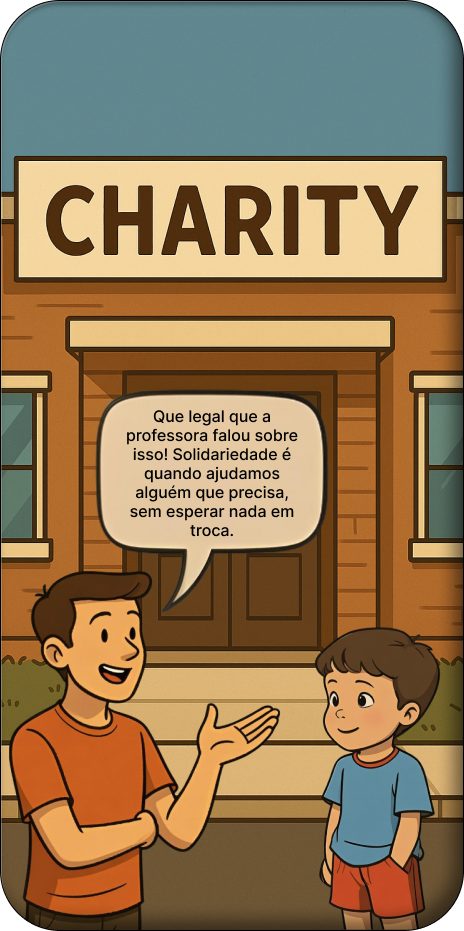 CHARITY
Que legal que a
professora falou sobre
isso! Solidariedade é
quando ajudamos
alguém que precisa,
sem esperar nada em
troca.